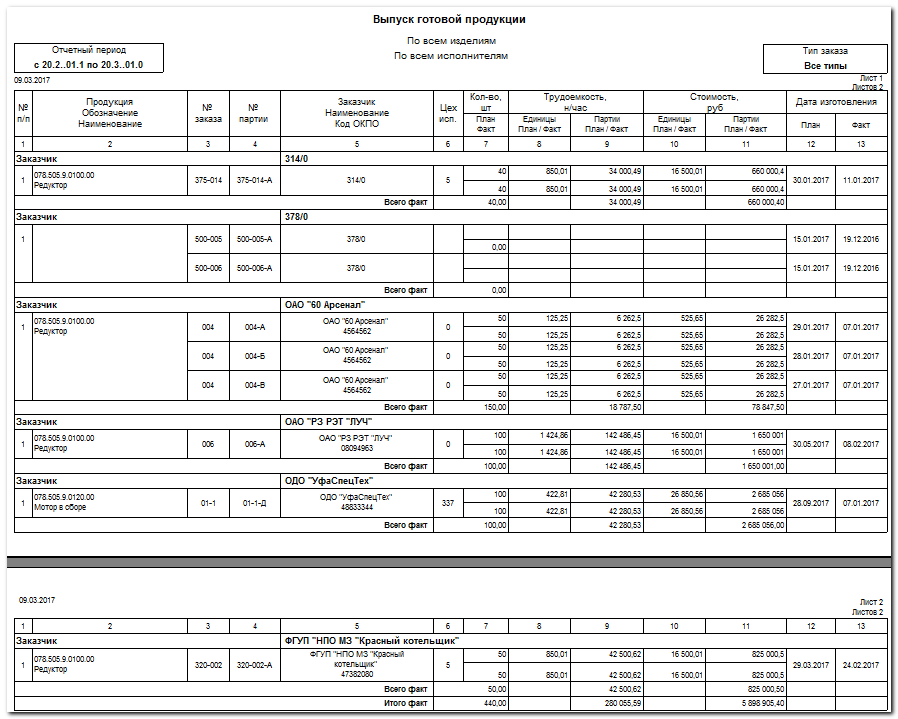 Выпуск готовой продукции
По всем изделиям
По всем исполнителям
Отчетный период
с 20.2..01.1 по 20.3..01.0
Тип заказа
Все типы
09.03.2017
Лист 1
Листов 2
№ п/п Продукция Обозначение Наименование № заказа № партии Заказчик Наименование Код ОКПО Цех исп. Кол-во, шт План Факт Трудоемкость, н/час Единицы План / Факт Партии План / Факт Стоимость, руб Единицы План / Факт Партии План / Факт Дата изготовления План Факт
1 2 3 4 5 6 7 8 9 10 11 12 13
Заказчик 314/0
1 078.505.9.0100.00 Редуктор 375-014 375-014-А 314/0 5 40 850,01 34 000,49 16 500,01 660 000,4 30.01.2017 11.01.2017
40 850,01 34 000,49 16 500,01 660 000,4
Всего факт 40,00 34 000,49 660 000,40
Заказчик 378/0
1 500-005 500-005-А 378/0 0,00 15.01.2017 19.12.2016
500-006 500-006-А 378/0 15.01.2017 19.12.2016
Всего факт 0,00
Заказчик ОАО "60 Арсенал"
1 078.505.9.0100.00 Редуктор 004 004-А ОАО "60 Арсенал" 4564562 0 50 125,25 6 262,5 525,65 26 282,5 29.01.2017 07.01.2017
50 125,25 6 262,5 525,65 26 282,5
004 004-Б ОАО "60 Арсенал" 4564562 0 50 125,25 6 262,5 525,65 26 282,5 28.01.2017 07.01.2017
50 125,25 6 262,5 525,65 26 282,5
004 004-В ОАО "60 Арсенал" 4564562 0 50 125,25 6 262,5 525,65 26 282,5 27.01.2017 07.01.2017
50 125,25 6 262,5 525,65 26 282,5
Всего факт 150,00 18 787,50 78 847,50
Заказчик ОАО "РЗ РЭТ "ЛУЧ"
1 078.505.9.0100.00 Редуктор 006 006-А ОАО "РЗ РЭТ "ЛУЧ" 08094963 0 100 1 424,86 142 486,45 16 500,01 1 650 001 30.05.2017 08.02.2017
100 1 424,86 142 486,45 16 500,01 1 650 001
Всего факт 100,00 142 486,45 1 650 001,00
Заказчик ОДО "УфаСпецТех"
1 078.505.9.0120.00 Мотор в сборе 01-1 01-1-Д ОДО "УфаСпецТех" 48833344 337 100 422,81 42 280,53 26 850,56 2 685 056 28.09.2017 07.01.2017
100 422,81 42 280,53 26 850,56 2 685 056
Всего факт 100,00 42 280,53 2 685 056,00
09.03.2017
Лист 2
Листов 2
1 2 3 4 5 6 7 8 9 10 11 12 13
Заказчик ФГУП "НПО МЗ "Красный котельщик"
1 078.505.9.0100.00 Редуктор 320-002 320-002-А ФГУП "НПО МЗ "Красный котельщик" 47382080 5 50 850,01 42 500,62 16 500,01 825 000,5 29.03.2017 24.02.2017
50 850,01 42 500,62 16 500,01 825 000,5
Всего факт 50,00 42 500,62 825 000,50
Итого факт 440,00 280 055,59 5 898 905,40